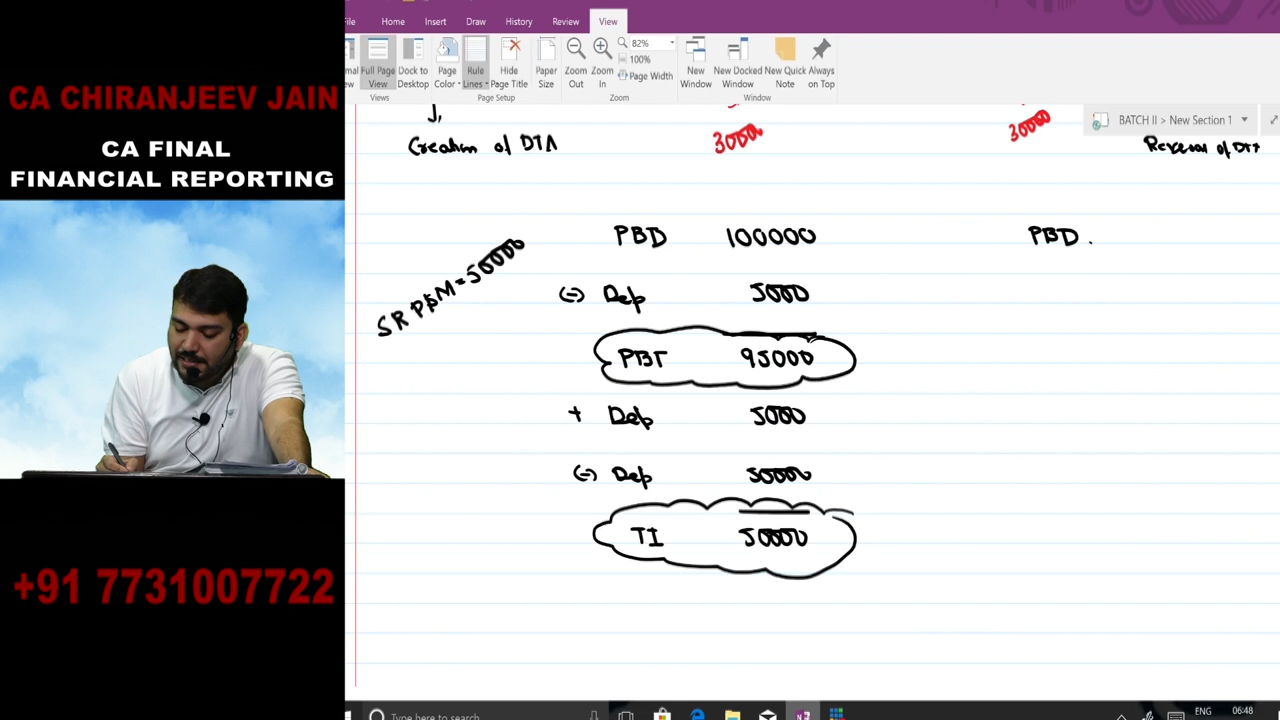 CA CHIRANJEEV JAIN
CA FINAL
FINANCIAL REPORTING
+91 7731007722
File Home Insert Draw History Review View
Full Page View
Dock to Desktop
Page Color
Rule Lines
Hide Page Title
Paper Size
Zoom Out
Zoom In
82%
100%
Page Width
New Window
New Docked Window
New Quick Note
Always on Top
Views Page Setup Zoom Window
BATCH II > New Section 1
Creation of DTA 30000 30000 Reversal of
SR P&M = 50000
PBD 100000 PBD
(-) Dep 5000
PBT 95000
+ Dep 5000
(-) Dep 50000
TI 50000
Type here to search
ENG 06:48